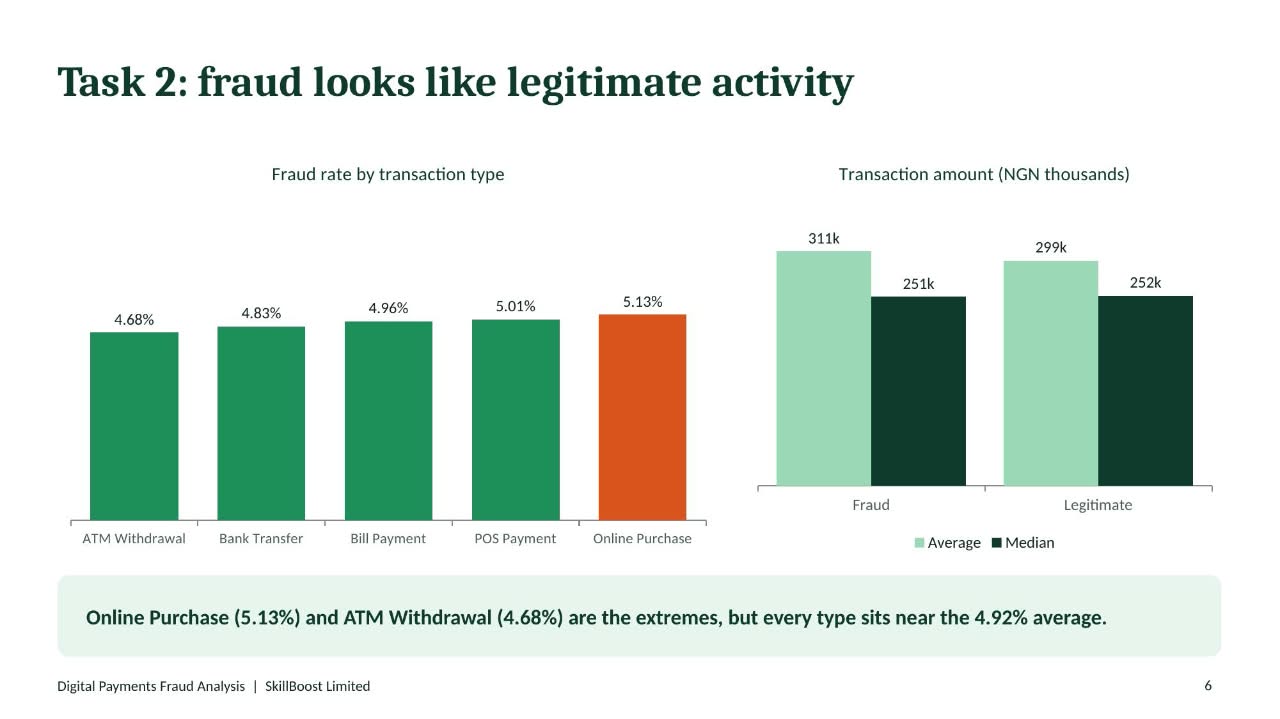 Task 2: fraud looks like legitimate activity
Fraud rate by transaction type
4.68%
4.83%
4.96%
5.01%
5.13%
ATM Withdrawal
Bank Transfer
Bill Payment
POS Payment
Online Purchase
Transaction amount (NGN thousands)
311k
251k
299k
252k
Fraud
Legitimate
Average
Median
Online Purchase (5.13%) and ATM Withdrawal (4.68%) are the extremes, but every type sits near the 4.92% average.
Digital Payments Fraud Analysis | SkillBoost Limited
6